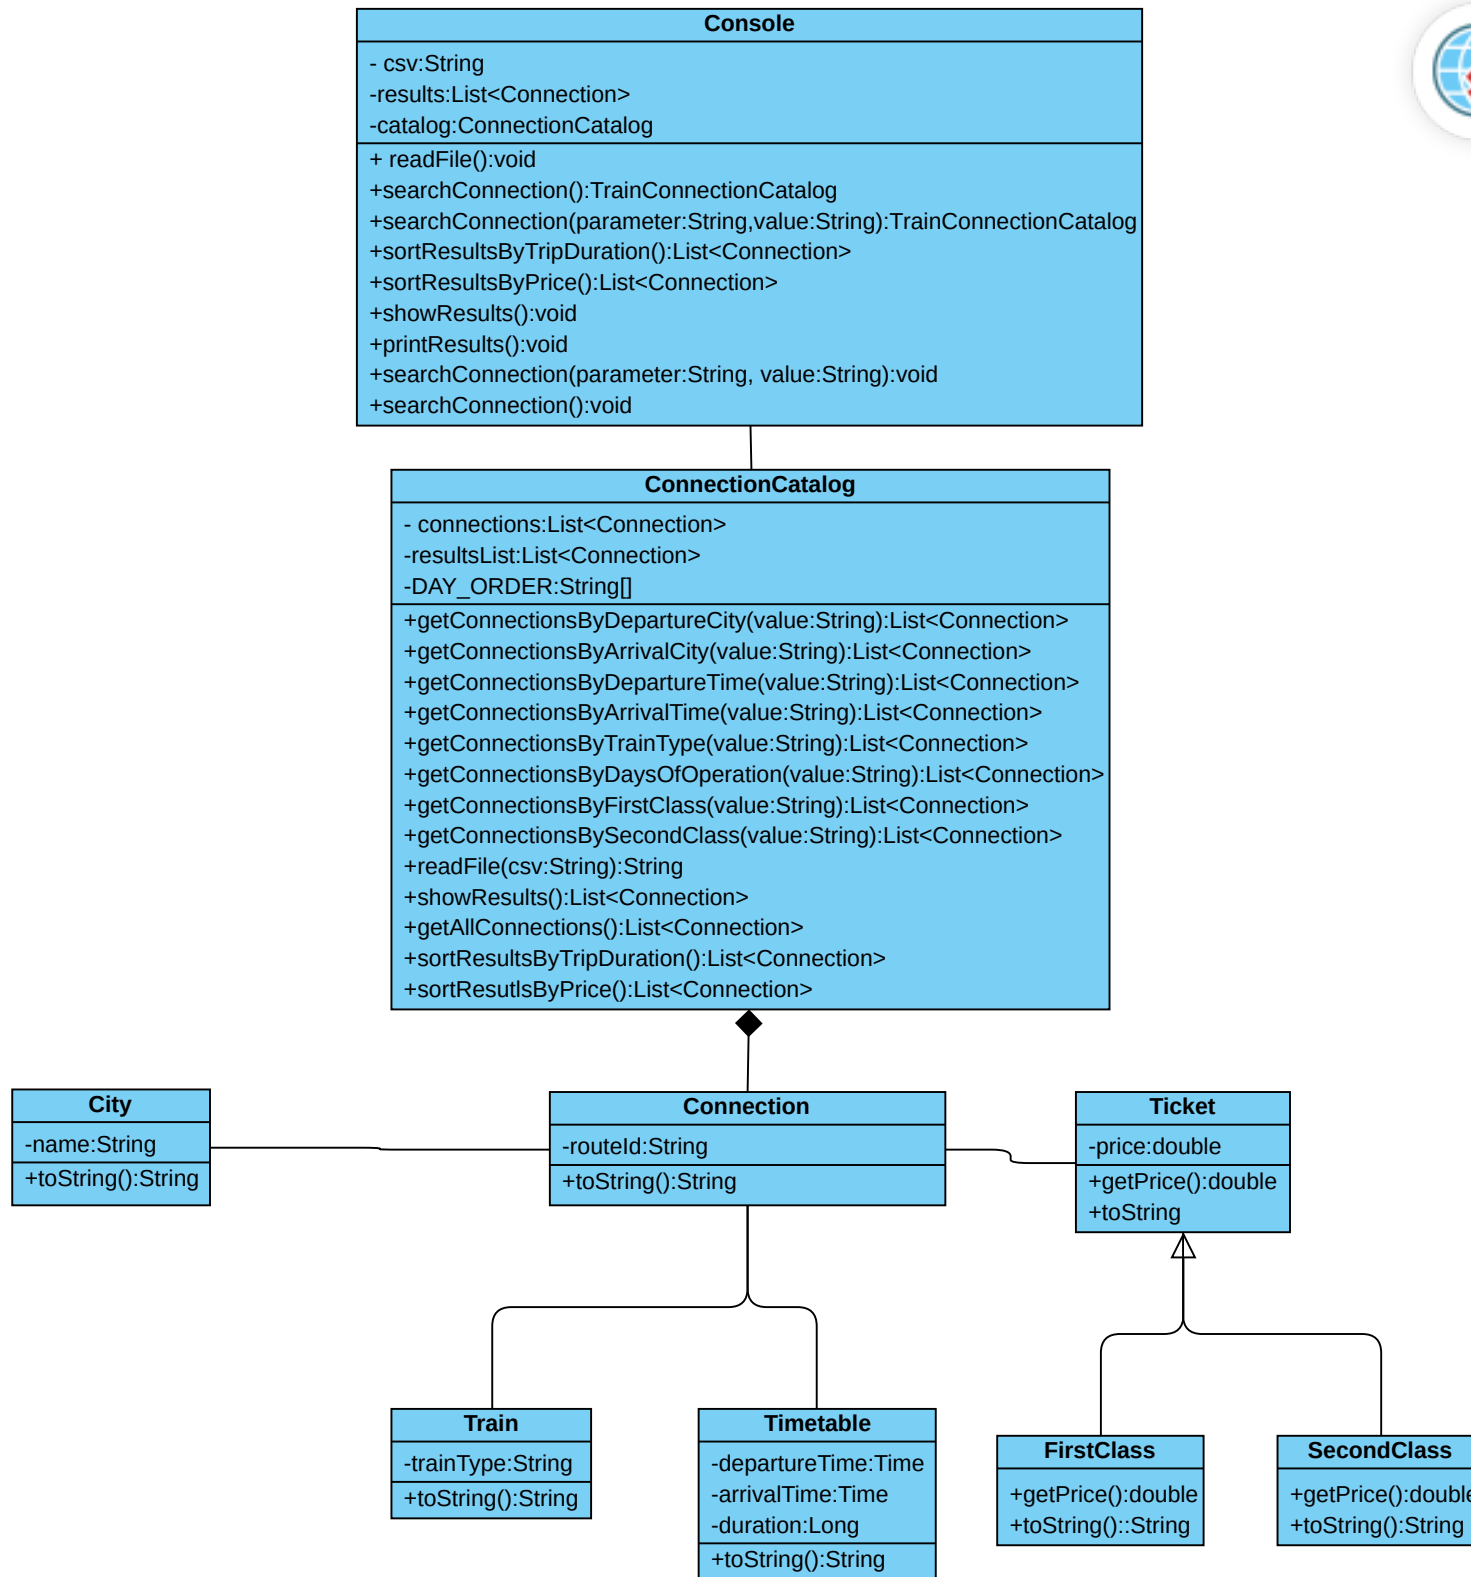 Console
- csv:String
-results:List<Connection>
-catalog:ConnectionCatalog
+ readFile():void
+searchConnection():TrainConnectionCatalog
+searchConnection(parameter:String,value:String):TrainConnectionCatalog
+sortResultsByTripDuration():List<Connection>
+sortResultsByPrice():List<Connection>
+showResults():void
+printResults():void
+searchConnection(parameter:String, value:String):void
+searchConnection():void
ConnectionCatalog
- connections:List<Connection>
-resultsList:List<Connection>
-DAY_ORDER:String[]
+getConnectionsByDepartureCity(value:String):List<Connection>
+getConnectionsByArrivalCity(value:String):List<Connection>
+getConnectionsByDepartureTime(value:String):List<Connection>
+getConnectionsByArrivalTime(value:String):List<Connection>
+getConnectionsByTrainType(value:String):List<Connection>
+getConnectionsByDaysOfOperation(value:String):List<Connection>
+getConnectionsByFirstClass(value:String):List<Connection>
+getConnectionsBySecondClass(value:String):List<Connection>
+readFile(csv:String):String
+showResults():List<Connection>
+getAllConnections():List<Connection>
+sortResultsByTripDuration():List<Connection>
+sortResutlsByPrice():List<Connection>
City
-name:String
+toString():String
Connection
-routeId:String
+toString():String
Ticket
-price:double
+getPrice():double
+toString
Train
-trainType:String
+toString():String
Timetable
-departureTime:Time
-arrivalTime:Time
-duration:Long
+toString():String
FirstClass
+getPrice():double
+toString()::String
SecondClass
+getPrice():double
+toString():String